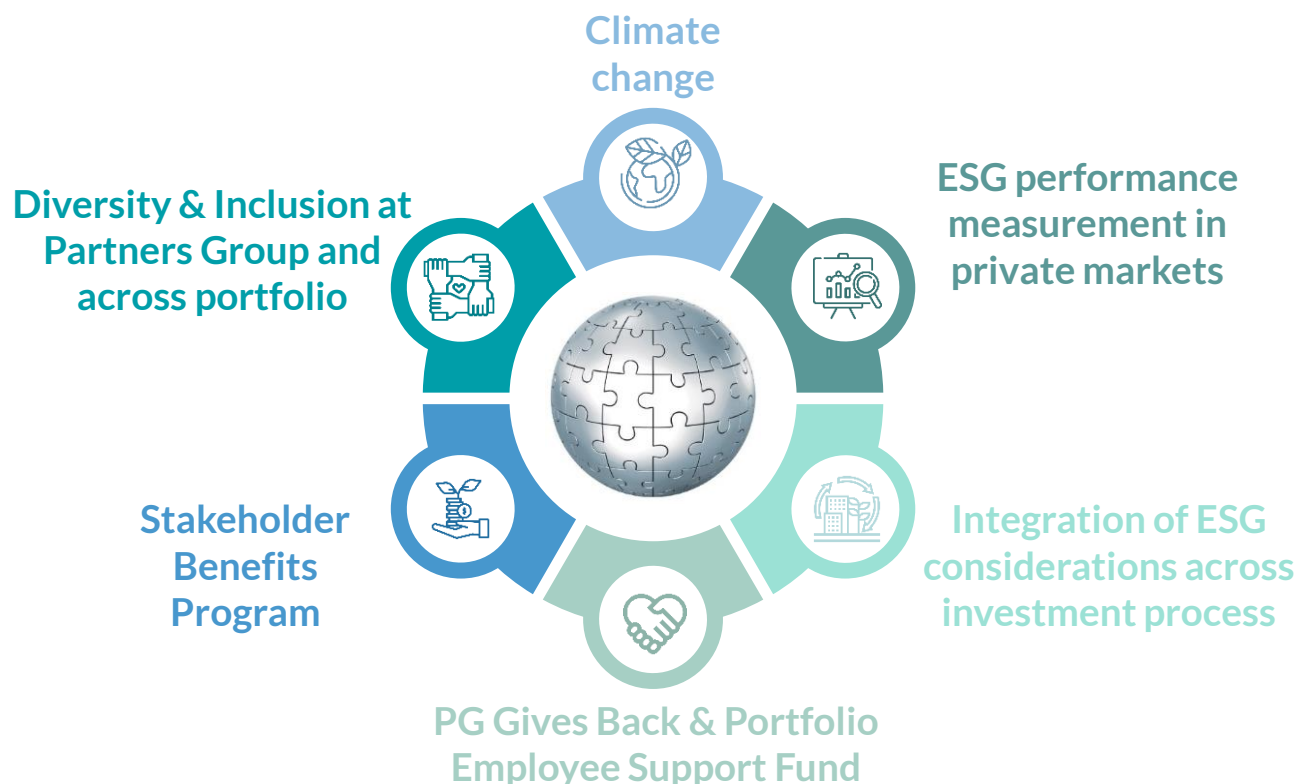 Climate
change
ESG performance
measurement in
private markets
Diversity & Inclusion at
Partners Group and
across portfolio
Stakeholder
Benefits
Program
Integration of ESG
considerations across
investment process
PG Gives Back & Portfolio
Employee Support Fund